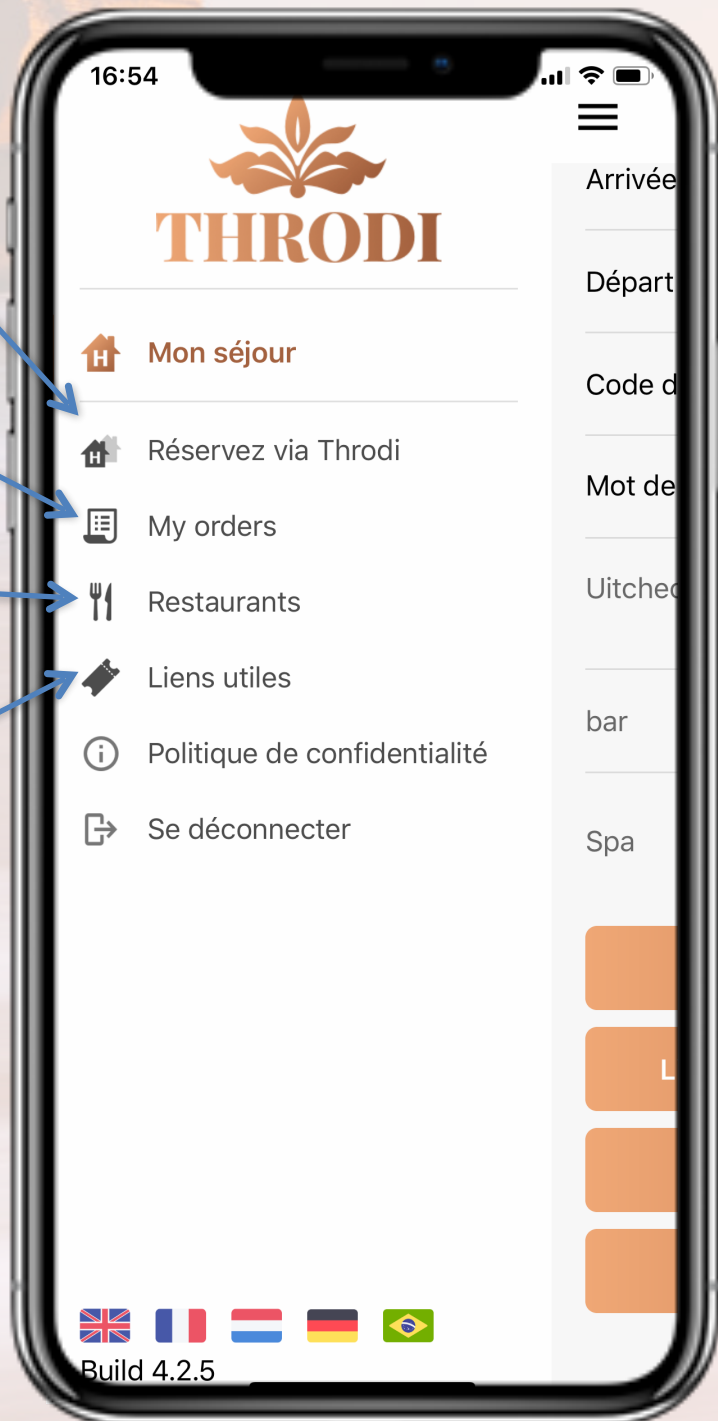 16:54
THRODI
Mon séjour
Réservez via Throdi
My orders
Restaurants
Liens utiles
Politique de confidentialité
Se déconnecter
Build 4.2.5
Arrivée
Départ
Code d
Mot de
Uitchec
bar
Spa
L